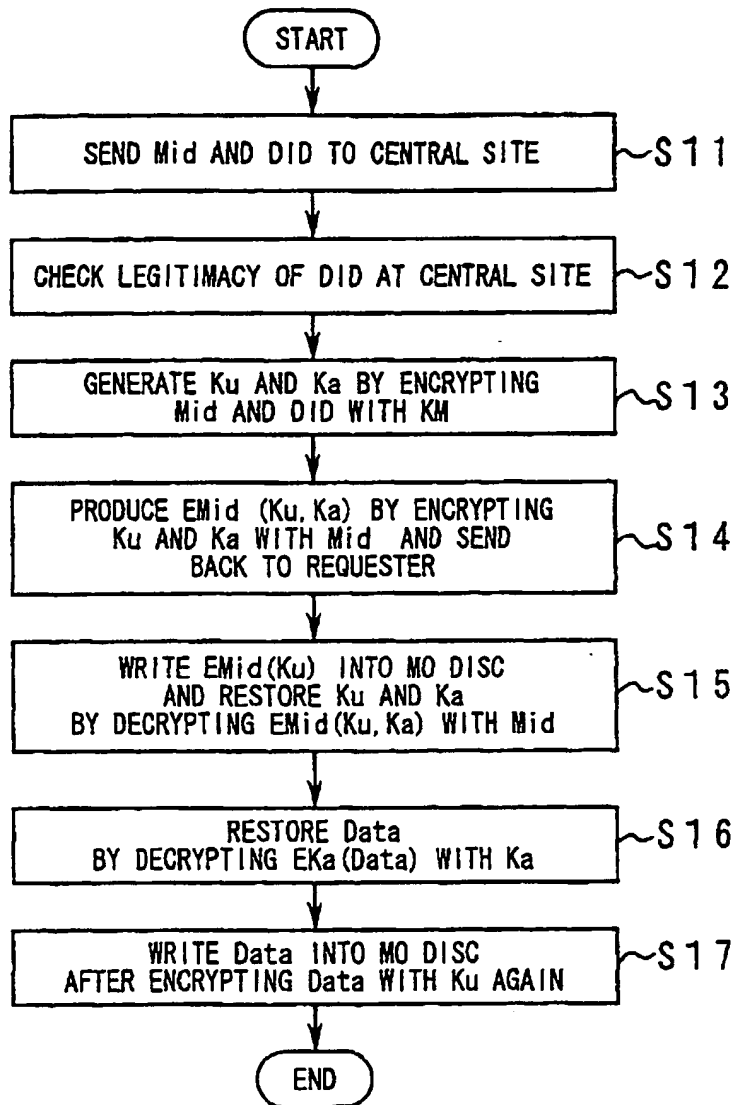 START
SEND Mid AND DID TO CENTRAL SITE
S11
CHECK LEGITIMACY OF DID AT CENTRAL SITE
S12
GENERATE Ku AND Ka BY ENCRYPTING
Mid AND DID WITH KM
S13
PRODUCE EMid (Ku,Ka) BY ENCRYPTING
Ku AND Ka WITH Mid AND SEND
BACK TO REQUESTER
S14
WRITE EMid(Ku) INTO MO DISC
AND RESTORE Ku AND Ka
BY DECRYPTING EMid(Ku,Ka) WITH Mid
S15
RESTORE Data
BY DECRYPTING EKa(Data) WITH Ka
S16
WRITE Data INTO MO DISC
AFTER ENCRYPTING Data WITH Ku AGAIN
S17
END